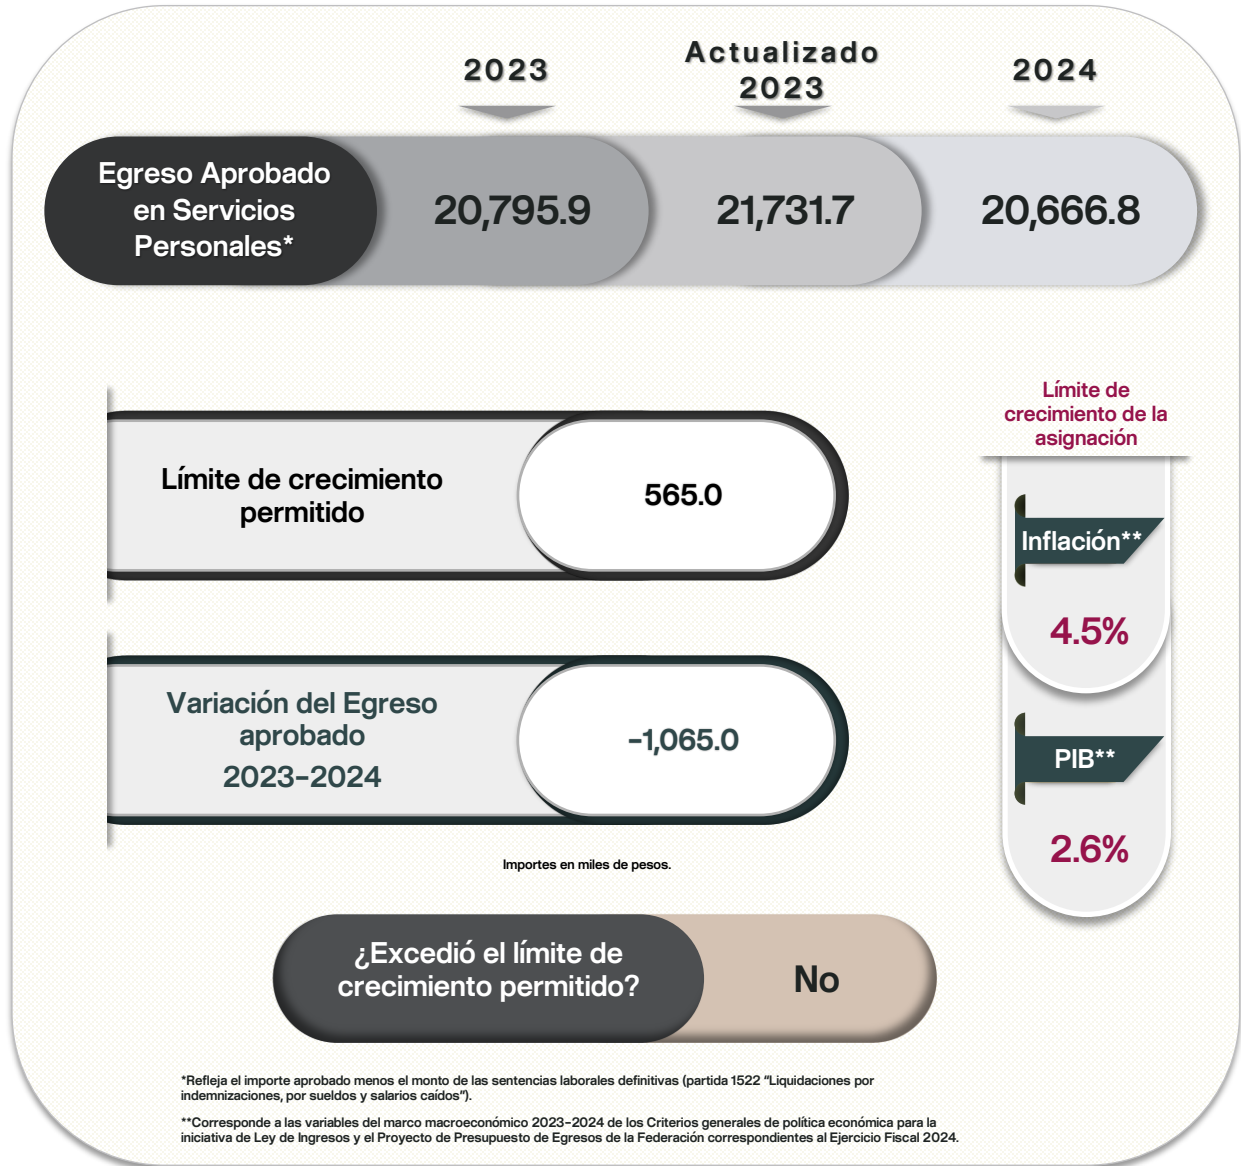 2023
Actualizado
2023
2024
Egreso Aprobado
en Servicios
Personales*
20,795.9
21,731.7
20,666.8
Límite de
crecimiento de la
asignación
Límite de crecimiento
permitido
565.0
Inflación**
4.5%
Variación del Egreso
aprobado
2023-2024
-1,065.0
PIB**
2.6%
Importes en miles de pesos.
¿Excedió el límite de
crecimiento permitido?
No
*Refleja el importe aprobado menos el monto de las sentencias laborales definitivas (partida 1522 "Liquidaciones por
indemnizaciones, por sueldos y salarios caídos").
**Corresponde a las variables del marco macroeconómico 2023-2024 de los Criterios generales de política económica para la
iniciativa de Ley de Ingresos y el Proyecto de Presupuesto de Egresos de la Federación correspondientes al Ejercicio Fiscal 2024.